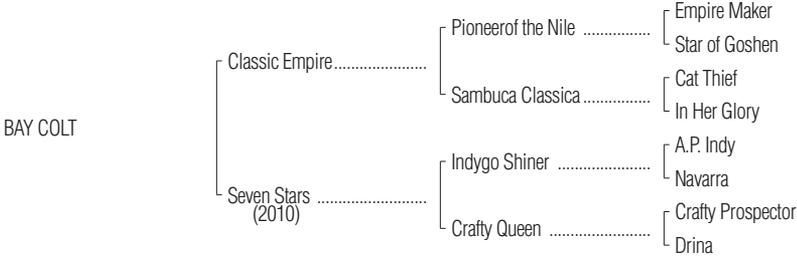 Empire Maker
Pioneerof the Nile ................
Star of Goshen
Classic Empire......................
Cat Thief
Sambuca Classica ................
In Her Glory
BAY COLT
A.P. Indy
Indygo Shiner ......................
Navarra
Seven Stars ..........................
(2010)
Crafty Prospector
Crafty Queen ........................
Drina